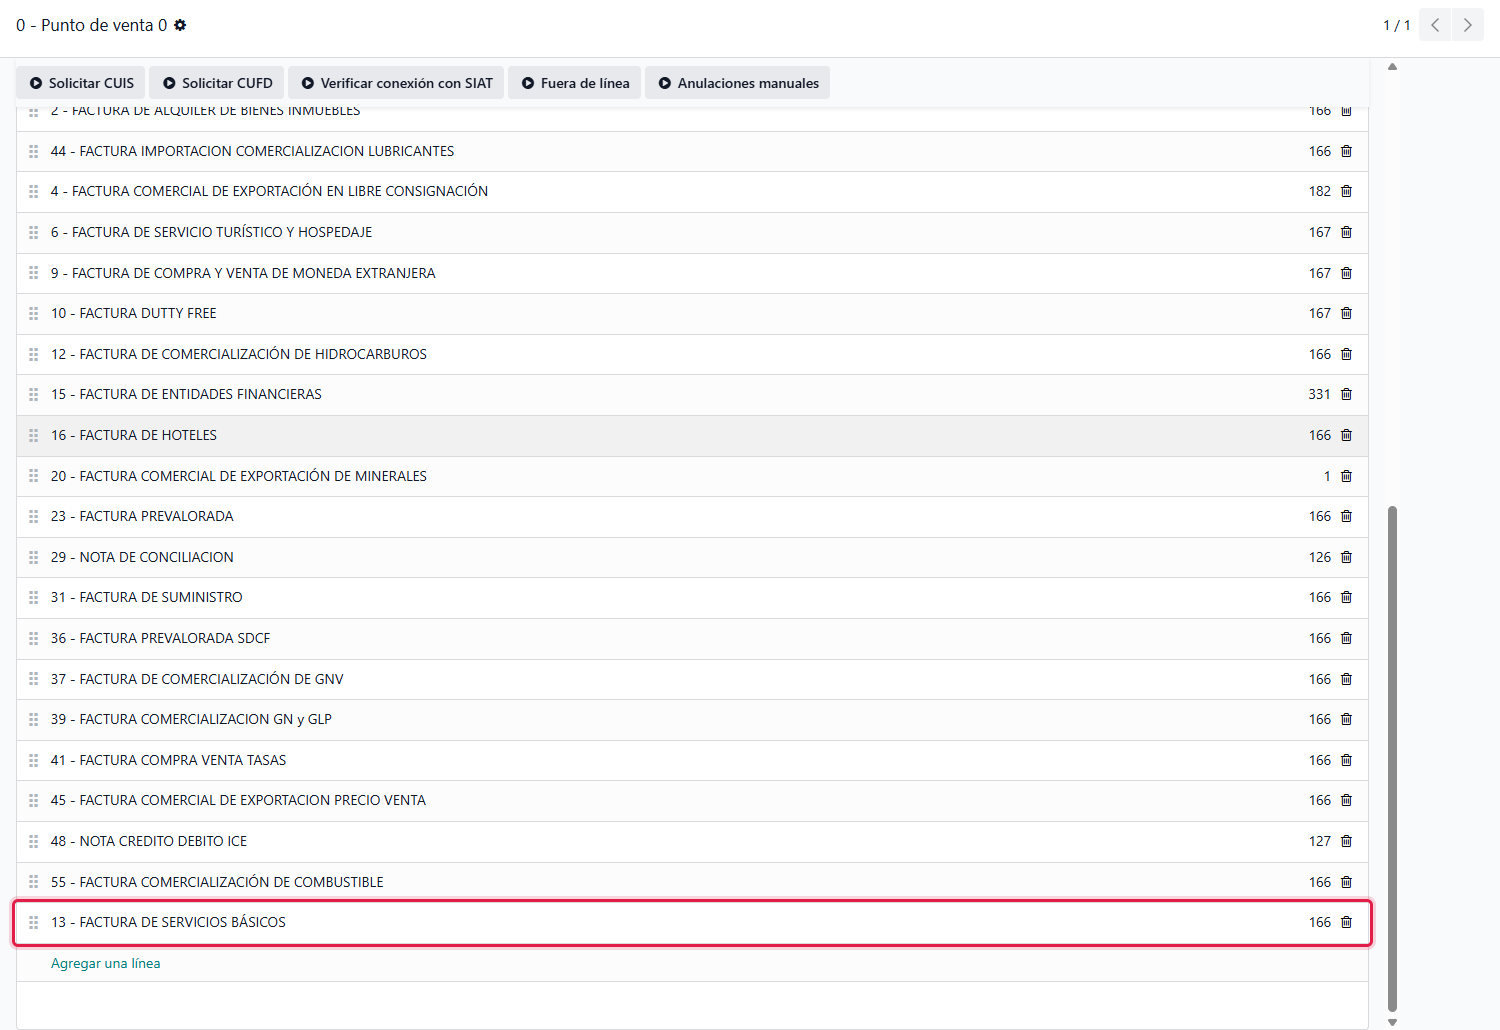 0 - Punto de venta 0
1 / 1
Solicitar CUIS Solicitar CUFD Verificar conexión con SIAT Fuera de línea Anulaciones manuales
2 - FACTURA DE ALQUILER DE BIENES INMUEBLES 166
44 - FACTURA IMPORTACION COMERCIALIZACION LUBRICANTES 166
4 - FACTURA COMERCIAL DE EXPORTACIÓN EN LIBRE CONSIGNACIÓN 182
6 - FACTURA DE SERVICIO TURÍSTICO Y HOSPEDAJE 167
9 - FACTURA DE COMPRA Y VENTA DE MONEDA EXTRANJERA 167
10 - FACTURA DUTTY FREE 167
12 - FACTURA DE COMERCIALIZACIÓN DE HIDROCARBUROS 166
15 - FACTURA DE ENTIDADES FINANCIERAS 331
16 - FACTURA DE HOTELES 166
20 - FACTURA COMERCIAL DE EXPORTACIÓN DE MINERALES 1
23 - FACTURA PREVALORADA 166
29 - NOTA DE CONCILIACION 126
31 - FACTURA DE SUMINISTRO 166
36 - FACTURA PREVALORADA SDCF 166
37 - FACTURA DE COMERCIALIZACIÓN DE GNV 166
39 - FACTURA COMERCIALIZACION GN y GLP 166
41 - FACTURA COMPRA VENTA TASAS 166
45 - FACTURA COMERCIAL DE EXPORTACION PRECIO VENTA 166
48 - NOTA CREDITO DEBITO ICE 127
55 - FACTURA COMERCIALIZACIÓN DE COMBUSTIBLE 166
13 - FACTURA DE SERVICIOS BÁSICOS 166
Agregar una línea